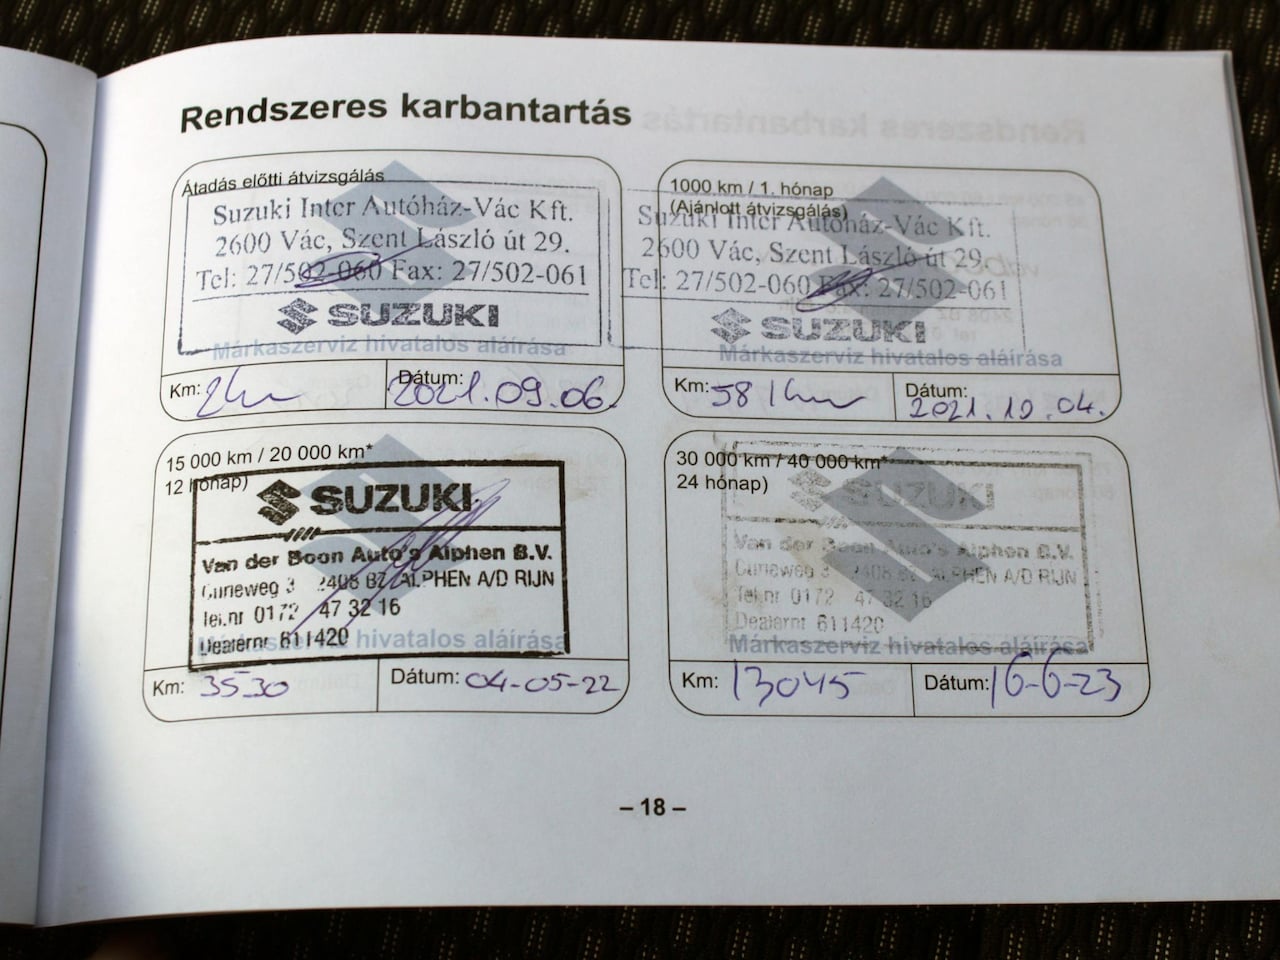 Rendszeres karbantartás
Átadás előtti átvizsgálás
Suzuki Inter Autóház-Vác Kft.
2600 Vác, Szent László út 29.
Tel: 27/502-060 Fax: 27/502-061
SUZUKI
Márkaszerviz hivatalos aláírása
Km: 2km
Dátum: 2021.09.06.
1000 km / 1. hónap
(Ajánlott átvizsgálás)
Suzuki Inter Autóház-Vác Kft.
2600 Vác, Szent László út 29.
Tel: 27/502-060 Fax: 27/502-061
SUZUKI
Márkaszerviz hivatalos aláírása
Km: 581km
Dátum: 2021.10.04.
15 000 km / 20 000 km*
12 hónap)
SUZUKI
Van der Boon Auto's Alphen B.V.
Curieweg 3 2408 BZ ALPHEN A/D RIJN
Tel.nr 0172 47 32 16
Dealernr 611420
Márkaszerviz hivatalos aláírása
Km: 3530
Dátum: 04-05-22
30 000 km / 40 000 km*
24 hónap)
SUZUKI
Van der Boon Auto's Alphen B.V.
Curieweg 3 2408 BZ ALPHEN A/D RIJN
Tel.nr 0172 47 32 16
Dealernr 611420
Márkaszerviz hivatalos aláírása
Km: 13045
Dátum: 16-6-23
– 18 –